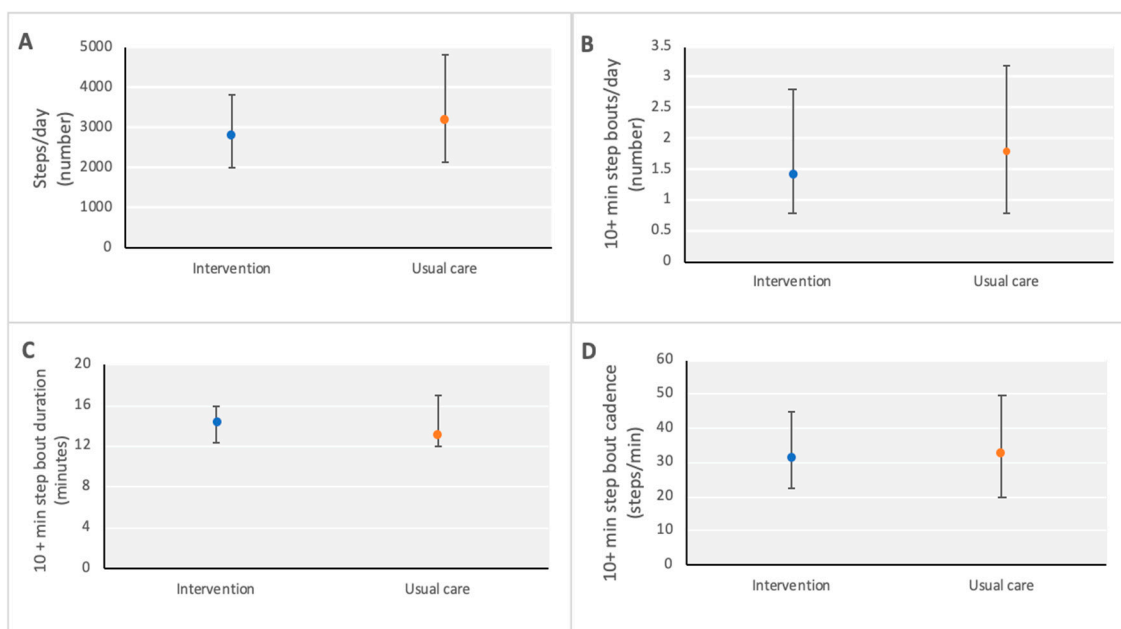 A
Steps/day
(number)
5000
4000
3000
2000
1000
0
Intervention
Usual care
B
10+ min step bouts/day
(number)
3.5
3
2.5
2
1.5
1
0.5
0
Intervention
Usual care
C
10 + min step bout duration
(minutes)
20
16
12
8
4
0
Intervention
Usual care
D
10+ min step bout cadence
(steps/min)
60
50
40
30
20
10
0
Intervention
Usual care